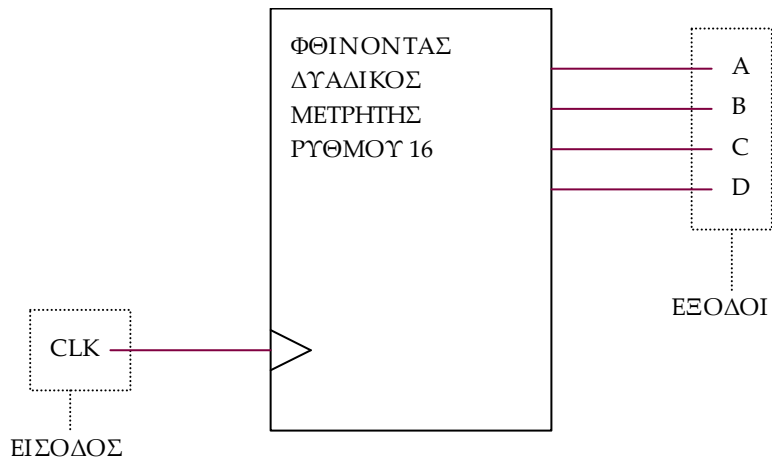 ΦΘΙΝΟΝΤΑΣ
ΔΥΑΔΙΚΟΣ
ΜΕΤΡΗΤΗΣ
ΡΥΘΜΟΥ 16
A
B
C
D
ΕΞΟΔΟΙ
CLK
ΕΙΣΟΔΟΣ